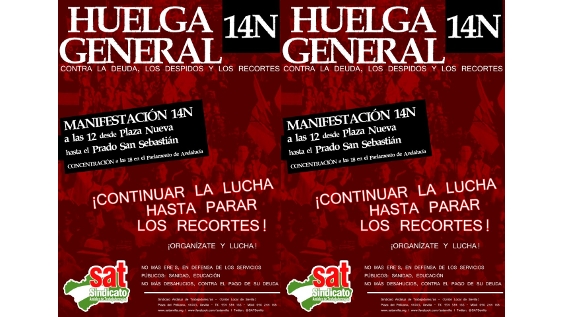 HUELGA 14N
GENERAL
CONTRA LA DEUDA, LOS DESPIDOS Y LOS RECORTES
MANIFESTACIÓN 14N
a las 12 desde Plaza Nueva
hasta el Prado San Sebastián
CONCENTRACIÓN a las 18 en el Parlamento de Andalucía
¡CONTINUAR LA LUCHA
HASTA PARAR
LOS RECORTES!
¡ORGANÍZATE Y LUCHA!
NO MÁS ERE'S, EN DEFENSA DE LOS SERVICIOS
PÚBLICOS: SANIDAD, EDUCACIÓN
NO MÁS DESAHUCIOS, CONTRA EL PAGO DE SU DEUDA
sat
Sindicato
HUELGA 14N
GENERAL
CONTRA LA DEUDA, LOS DESPIDOS Y LOS RECORTES
MANIFESTACIÓN 14N
a las 12 desde Plaza Nueva
hasta el Prado San Sebastián
CONCENTRACIÓN a las 18 en el Parlamento de Andalucía
¡CONTINUAR LA LUCHA
HASTA PARAR
LOS RECORTES!
¡ORGANÍZATE Y LUCHA!
NO MÁS ERE'S, EN DEFENSA DE LOS SERVICIOS
PÚBLICOS: SANIDAD, EDUCACIÓN
NO MÁS DESAHUCIOS, CONTRA EL PAGO DE SU DEUDA
sat
Sindicato